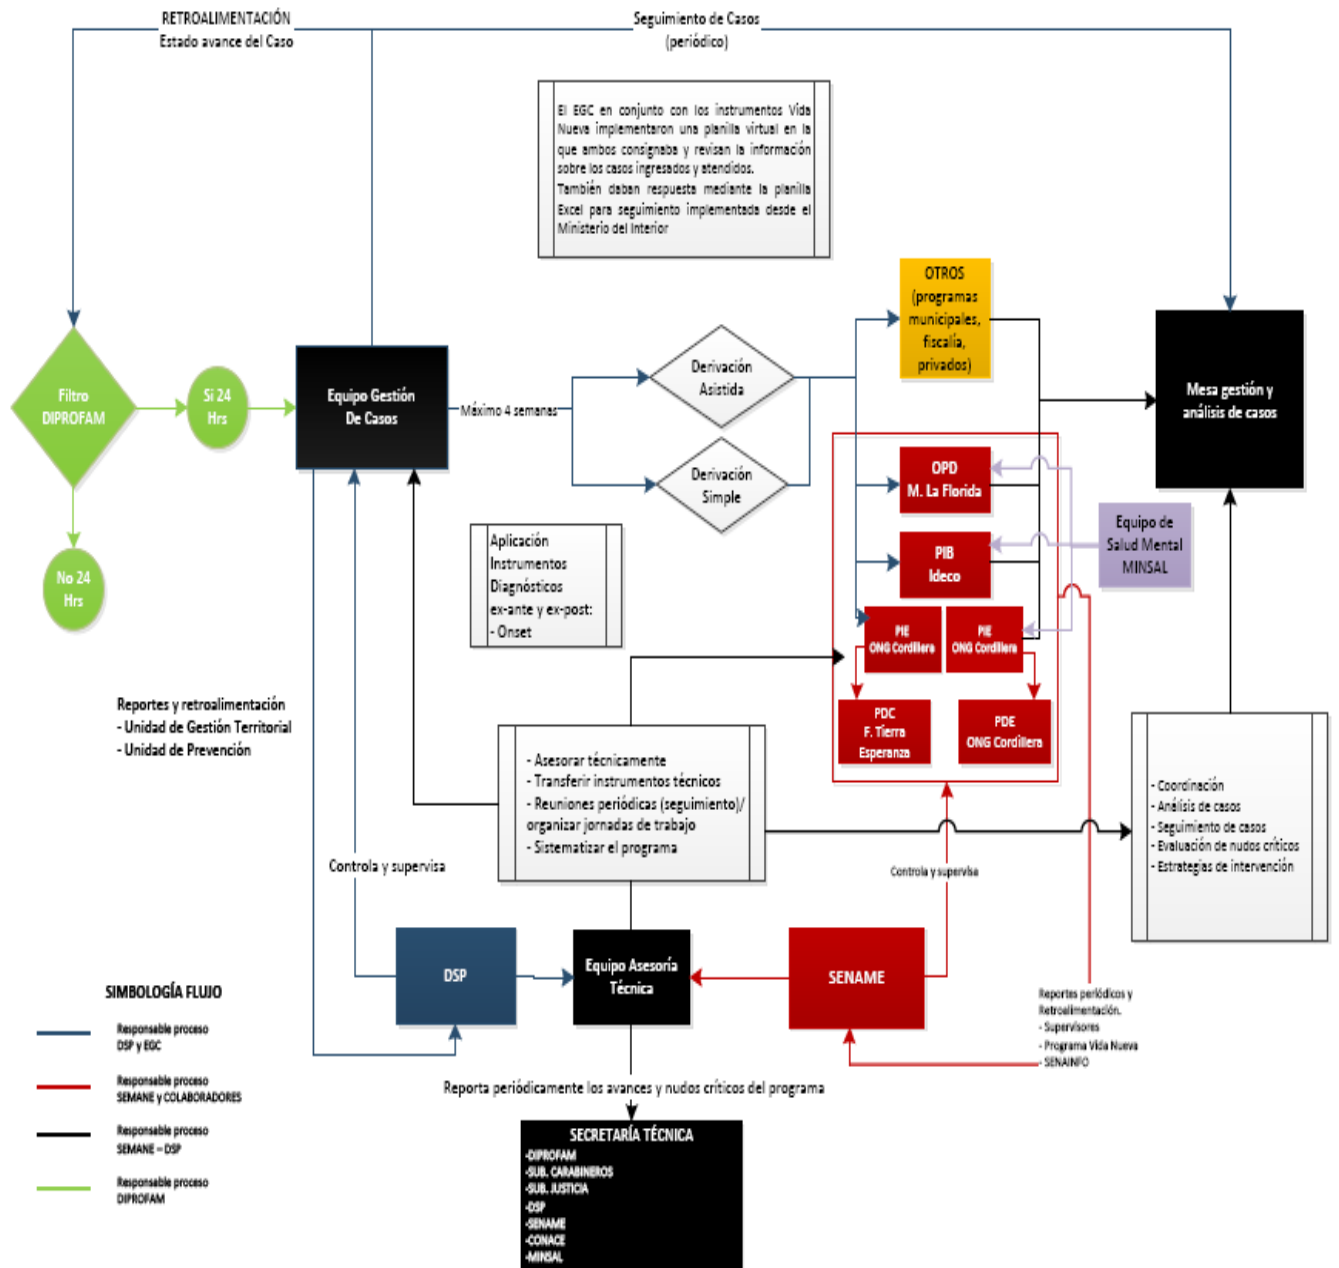 RETROALIMENTACIÓN
Estado avance del Caso
Seguimiento de Casos
(periódico)
El EGC en conjunto con los instrumentos Vida
Nueva implementaron una planilla virtual en la
que ambos consignaba y revisan la información
sobre los casos ingresados y atendidos.
También daban respuesta mediante la planilla
Excel para seguimiento implementada desde el
Ministerio del Interior
Filtro
DIPROFAM
Si 24
Hrs
No 24
Hrs
Equipo Gestión
De Casos
Máximo 4 semanas
Derivación
Asistida
Derivación
Simple
OTROS
(programas
municipales,
fiscalía,
privados)
Mesa gestión y
análisis de casos
OPD
M. La Florida
PIB
Ideco
Equipo de
Salud Mental
MINSAL
PIE
ONG Cordillera
PIE
ONG Cordillera
PDC
F. Tierra
Esperanza
PDE
ONG Cordillera
Aplicación
Instrumentos
Diagnósticos
ex-ante y ex-post:
- Onset
Reportes y retroalimentación
- Unidad de Gestión Territorial
- Unidad de Prevención
- Asesorar técnicamente
- Transferir instrumentos técnicos
- Reuniones periódicas (seguimiento)/
organizar jornadas de trabajo
- Sistematizar el programa
- Coordinación
- Análisis de casos
- Seguimiento de casos
- Evaluación de nudos críticos
- Estrategias de intervención
Controla y supervisa
Controla y supervisa
DSP
Equipo Asesoría
Técnica
SENAME
Reportes periódicos y
Retroalimentación.
- Supervisores
- Programa Vida Nueva
- SENAINFO
Reporta periódicamente los avances y nudos críticos del programa
SECRETARÍA TÉCNICA
-DIPROFAM
-SUB. CARABINEROS
-SUB. JUSTICIA
-DSP
-SENAME
-CONACE
-MINSAL
SIMBOLOGÍA FLUJO
Responsable proceso
DSP y EGC
Responsable proceso
SEMANE y COLABORADORES
Responsable proceso
SEMANE – DSP
Responsable proceso
DIPROFAM